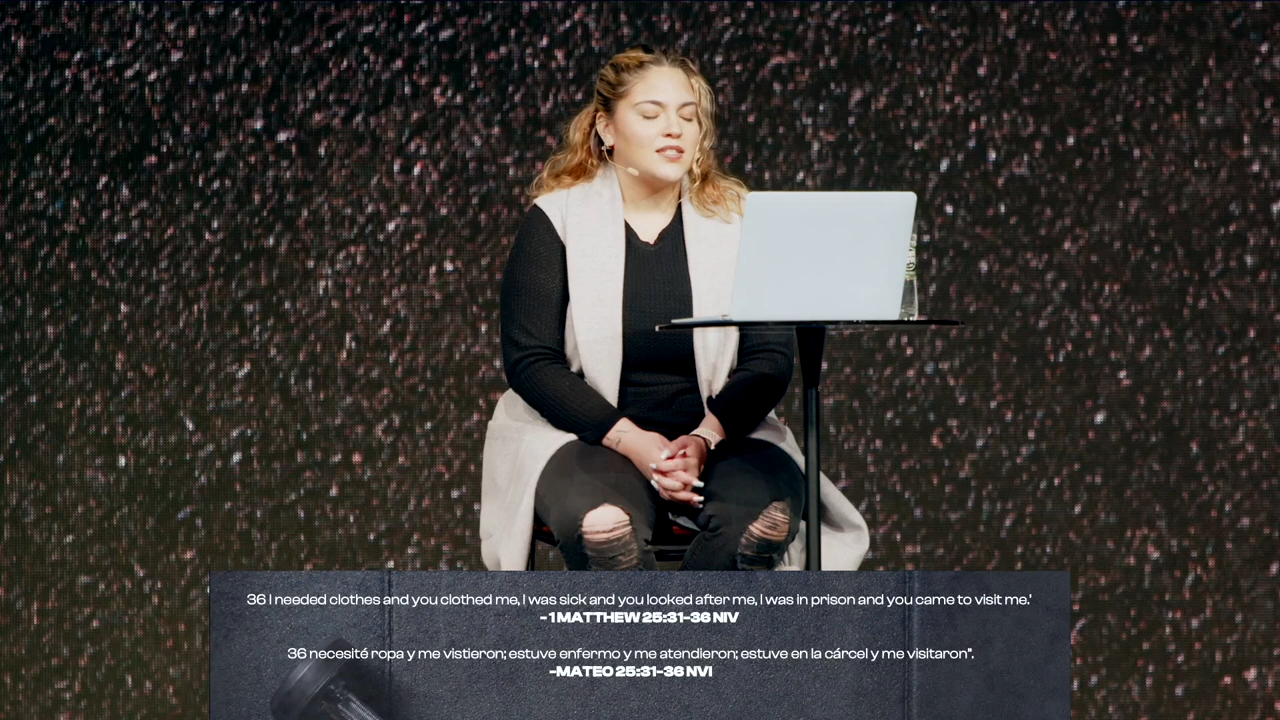 36 I needed clothes and you clothed me, I was sick and you looked after me, I was in prison and you came to visit me.'
- 1 MATTHEW 25:31-36 NIV
36 necesité ropa y me vistieron; estuve enfermo y me atendieron; estuve en la cárcel y me visitaron”.
-MATEO 25:31-36 NVI